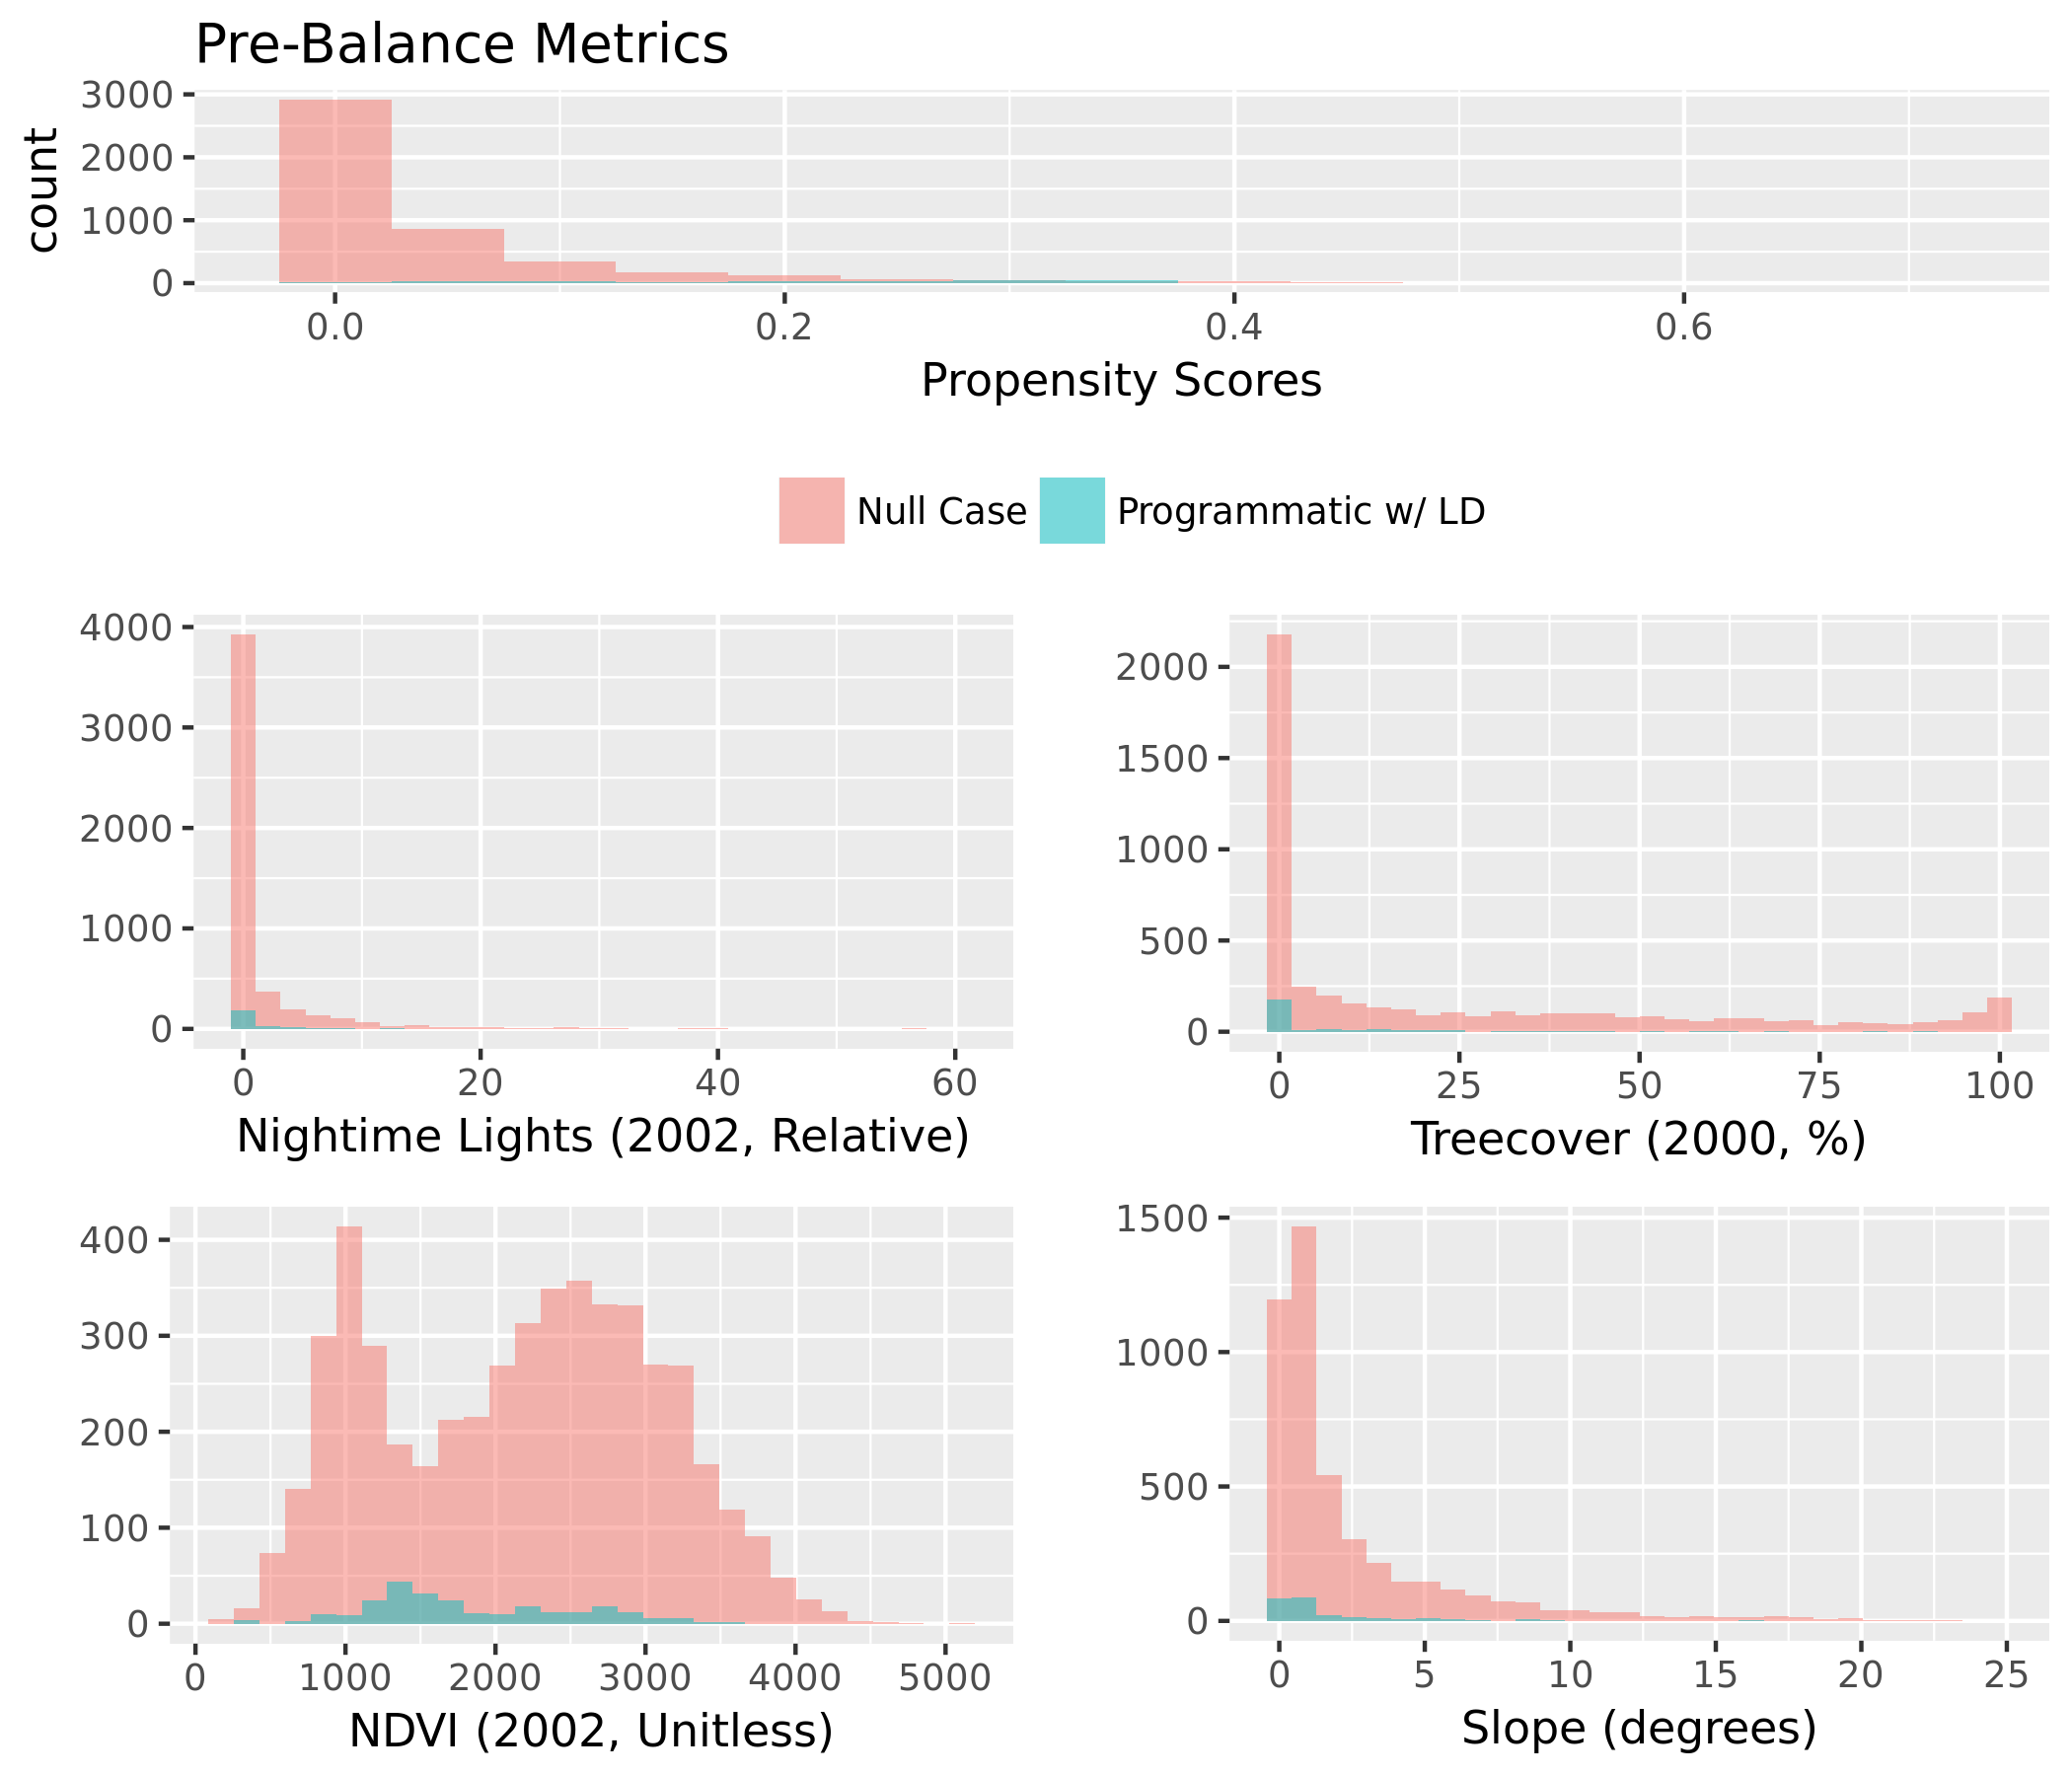 Pre-Balance Metrics
count
3000
2000
1000
0
0.0 0.2 0.4 0.6
Propensity Scores
Null Case Programmatic w/ LD
4000
3000
2000
1000
0
0 20 40 60
Nightime Lights (2002, Relative)
2000
1500
1000
500
0
0 25 50 75 100
Treecover (2000, %)
400
300
200
100
0
0 1000 2000 3000 4000 5000
NDVI (2002, Unitless)
1500
1000
500
0
0 5 10 15 20 25
Slope (degrees)